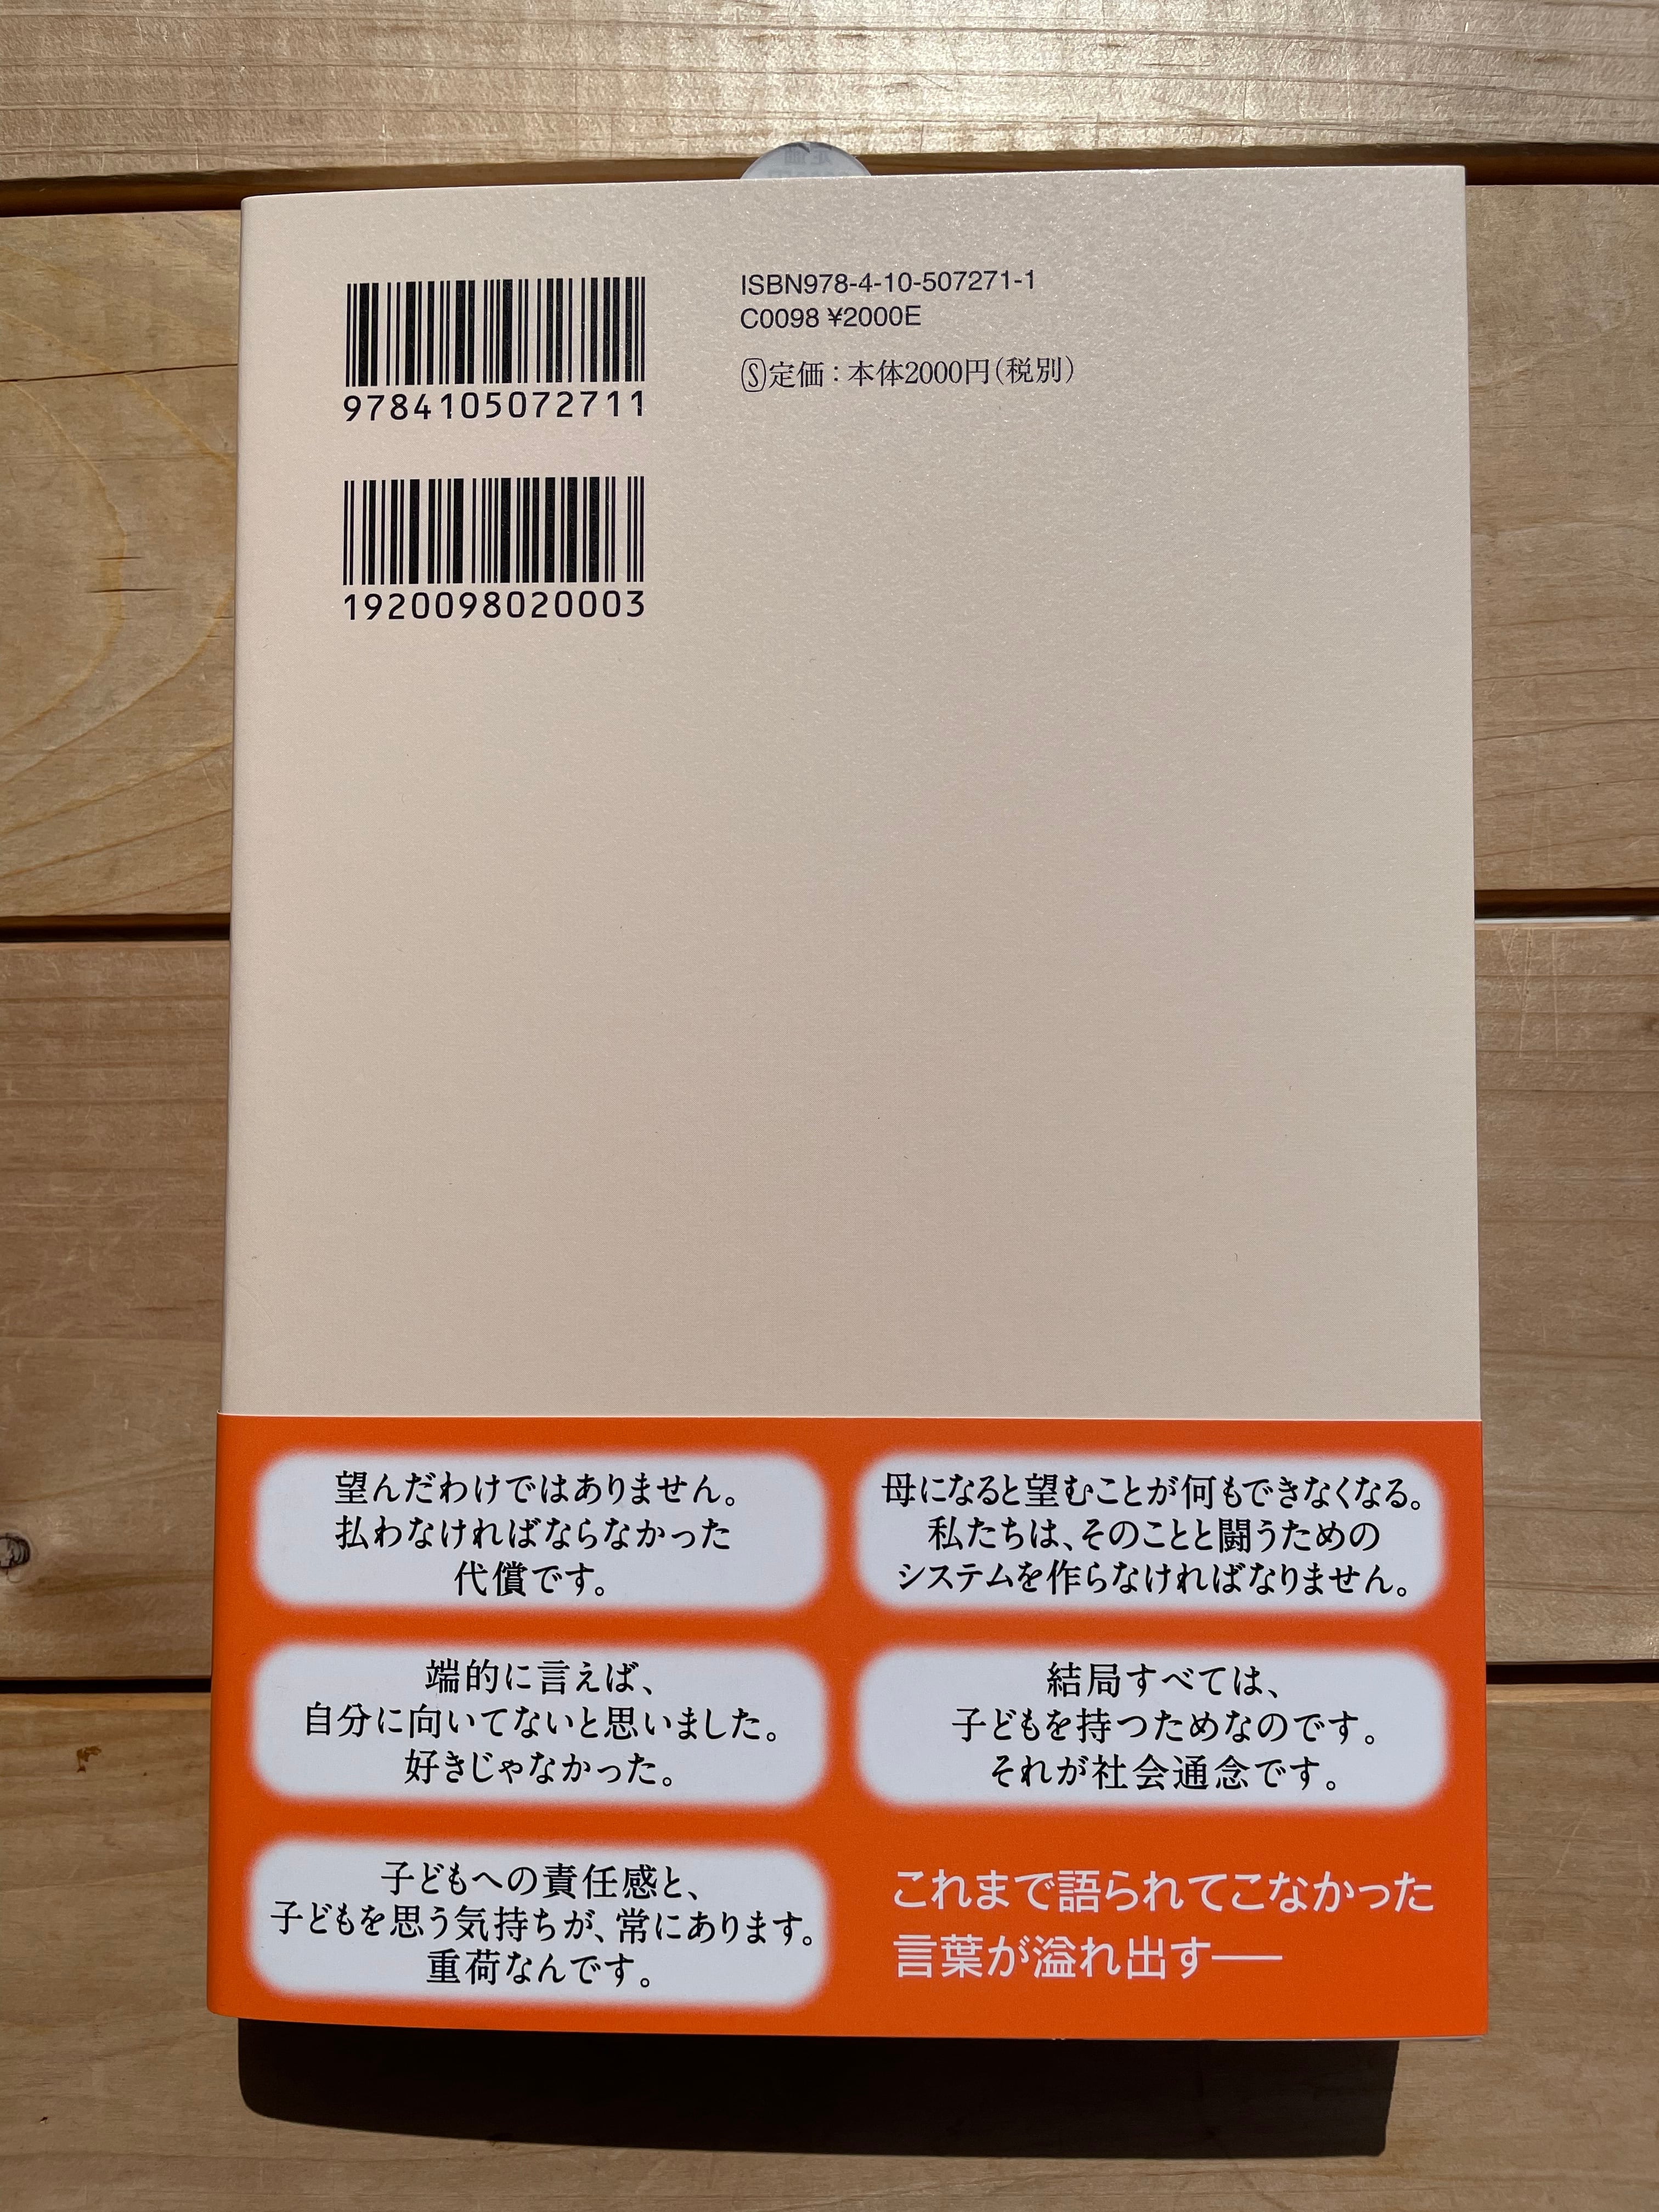 ISBN978-4-10-507271-1
C0098 ¥2000E
Ⓢ定価：本体2000円（税別）
9784105072711
1920098020003
望んだわけではありません。
払わなければならなかった
代償です。
母になると望むことが何もできなくなる。
私たちは、そのことと闘うための
システムを作らなければなりません。
端的に言えば、
自分に向いてないと思いました。
好きじゃなかった。
結局すべては、
子どもを持つためなのです。
それが社会通念です。
子どもへの責任感と、
子どもを思う気持ちが、常にあります。
重荷なんです。
これまで語られてこなかった
言葉が溢れ出す——